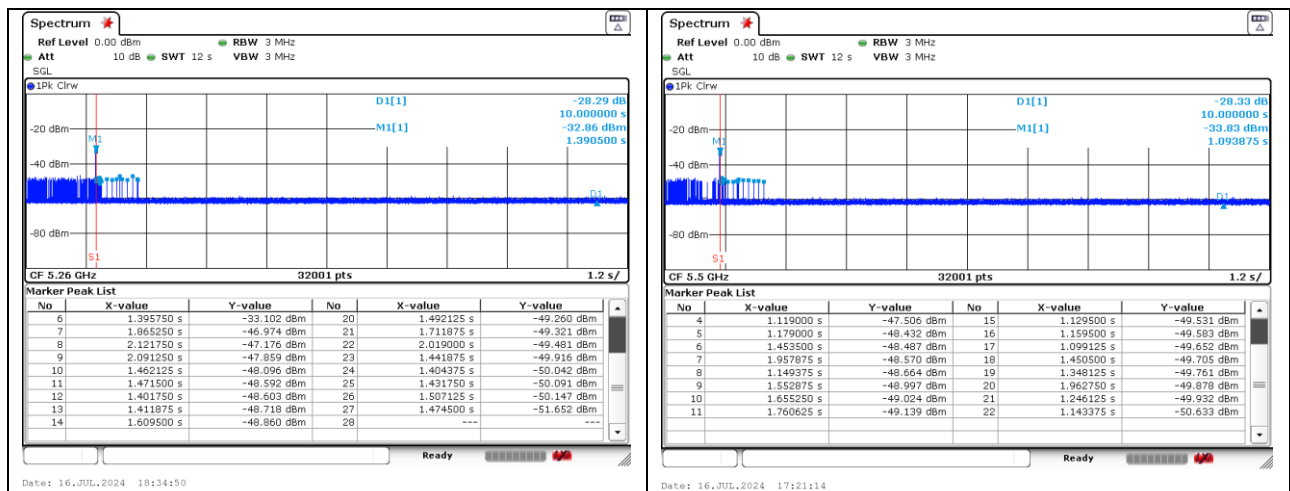 Spectrum
Ref Level 0.00 dBm RBW 3 MHz
Att 10 dB SWT 12 s VBW 3 MHz
SGL
1Pk Clrw
D1[1] -28.29 dB
10.000000 s
-20 dBm
M1[1] -32.86 dBm
M1
1.390500 s
-40 dBm
D1
-80 dBm
S1
CF 5.26 GHz 32001 pts 1.2 s/
Marker Peak List
No X-value Y-value No X-value Y-value
6 1.395750 s -33.102 dBm 20 1.492125 s -49.260 dBm
7 1.865250 s -46.974 dBm 21 1.711875 s -49.321 dBm
8 2.121750 s -47.176 dBm 22 2.019000 s -49.481 dBm
9 2.091250 s -47.859 dBm 23 1.441875 s -49.916 dBm
10 1.462125 s -48.096 dBm 24 1.404375 s -50.042 dBm
11 1.471500 s -48.592 dBm 25 1.431750 s -50.091 dBm
12 1.401750 s -48.603 dBm 26 1.507125 s -50.147 dBm
13 1.411875 s -48.718 dBm 27 1.474500 s -51.652 dBm
14 1.609500 s -48.860 dBm 28 --- ---
Ready
Date: 16.JUL.2024 18:34:50
Spectrum
Ref Level 0.00 dBm RBW 3 MHz
Att 10 dB SWT 12 s VBW 3 MHz
SGL
1Pk Clrw
D1[1] -28.33 dB
10.000000 s
-20 dBm
M1[1] -33.83 dBm
M1
1.093875 s
-40 dBm
D1
-80 dBm
S1
CF 5.5 GHz 32001 pts 1.2 s/
Marker Peak List
No X-value Y-value No X-value Y-value
4 1.119000 s -47.506 dBm 15 1.129500 s -49.531 dBm
5 1.179000 s -48.432 dBm 16 1.159500 s -49.583 dBm
6 1.453500 s -48.487 dBm 17 1.099125 s -49.652 dBm
7 1.957875 s -48.570 dBm 18 1.450500 s -49.705 dBm
8 1.149375 s -48.664 dBm 19 1.348125 s -49.761 dBm
9 1.552875 s -48.997 dBm 20 1.962750 s -49.878 dBm
10 1.655250 s -49.024 dBm 21 1.246125 s -49.932 dBm
11 1.760625 s -49.139 dBm 22 1.143375 s -50.633 dBm
Ready
Date: 16.JUL.2024 17:21:14